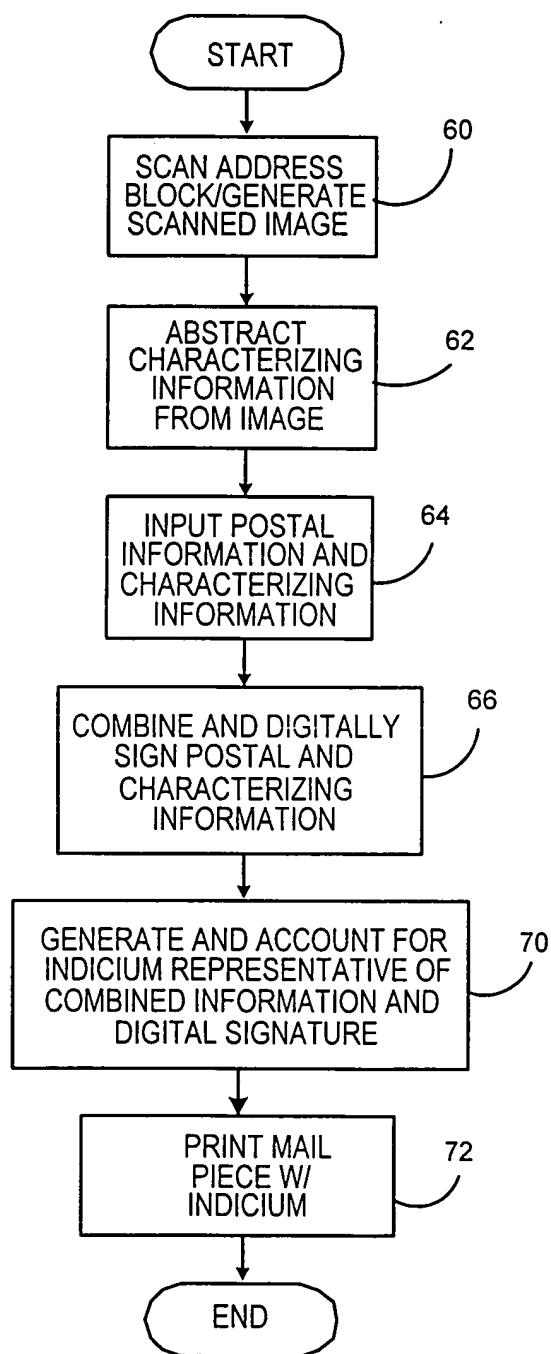 START
60
SCAN ADDRESS
BLOCK/GENERATE
SCANNED IMAGE
62
ABSTRACT
CHARACTERIZING
INFORMATION
FROM IMAGE
64
INPUT POSTAL
INFORMATION AND
CHARACTERIZING
INFORMATION
66
COMBINE AND DIGITALLY
SIGN POSTAL AND
CHARACTERIZING
INFORMATION
70
GENERATE AND ACCOUNT FOR
INDICIUM REPRESENTATIVE OF
COMBINED INFORMATION AND
DIGITAL SIGNATURE
72
PRINT MAIL
PIECE W/
INDICIUM
END